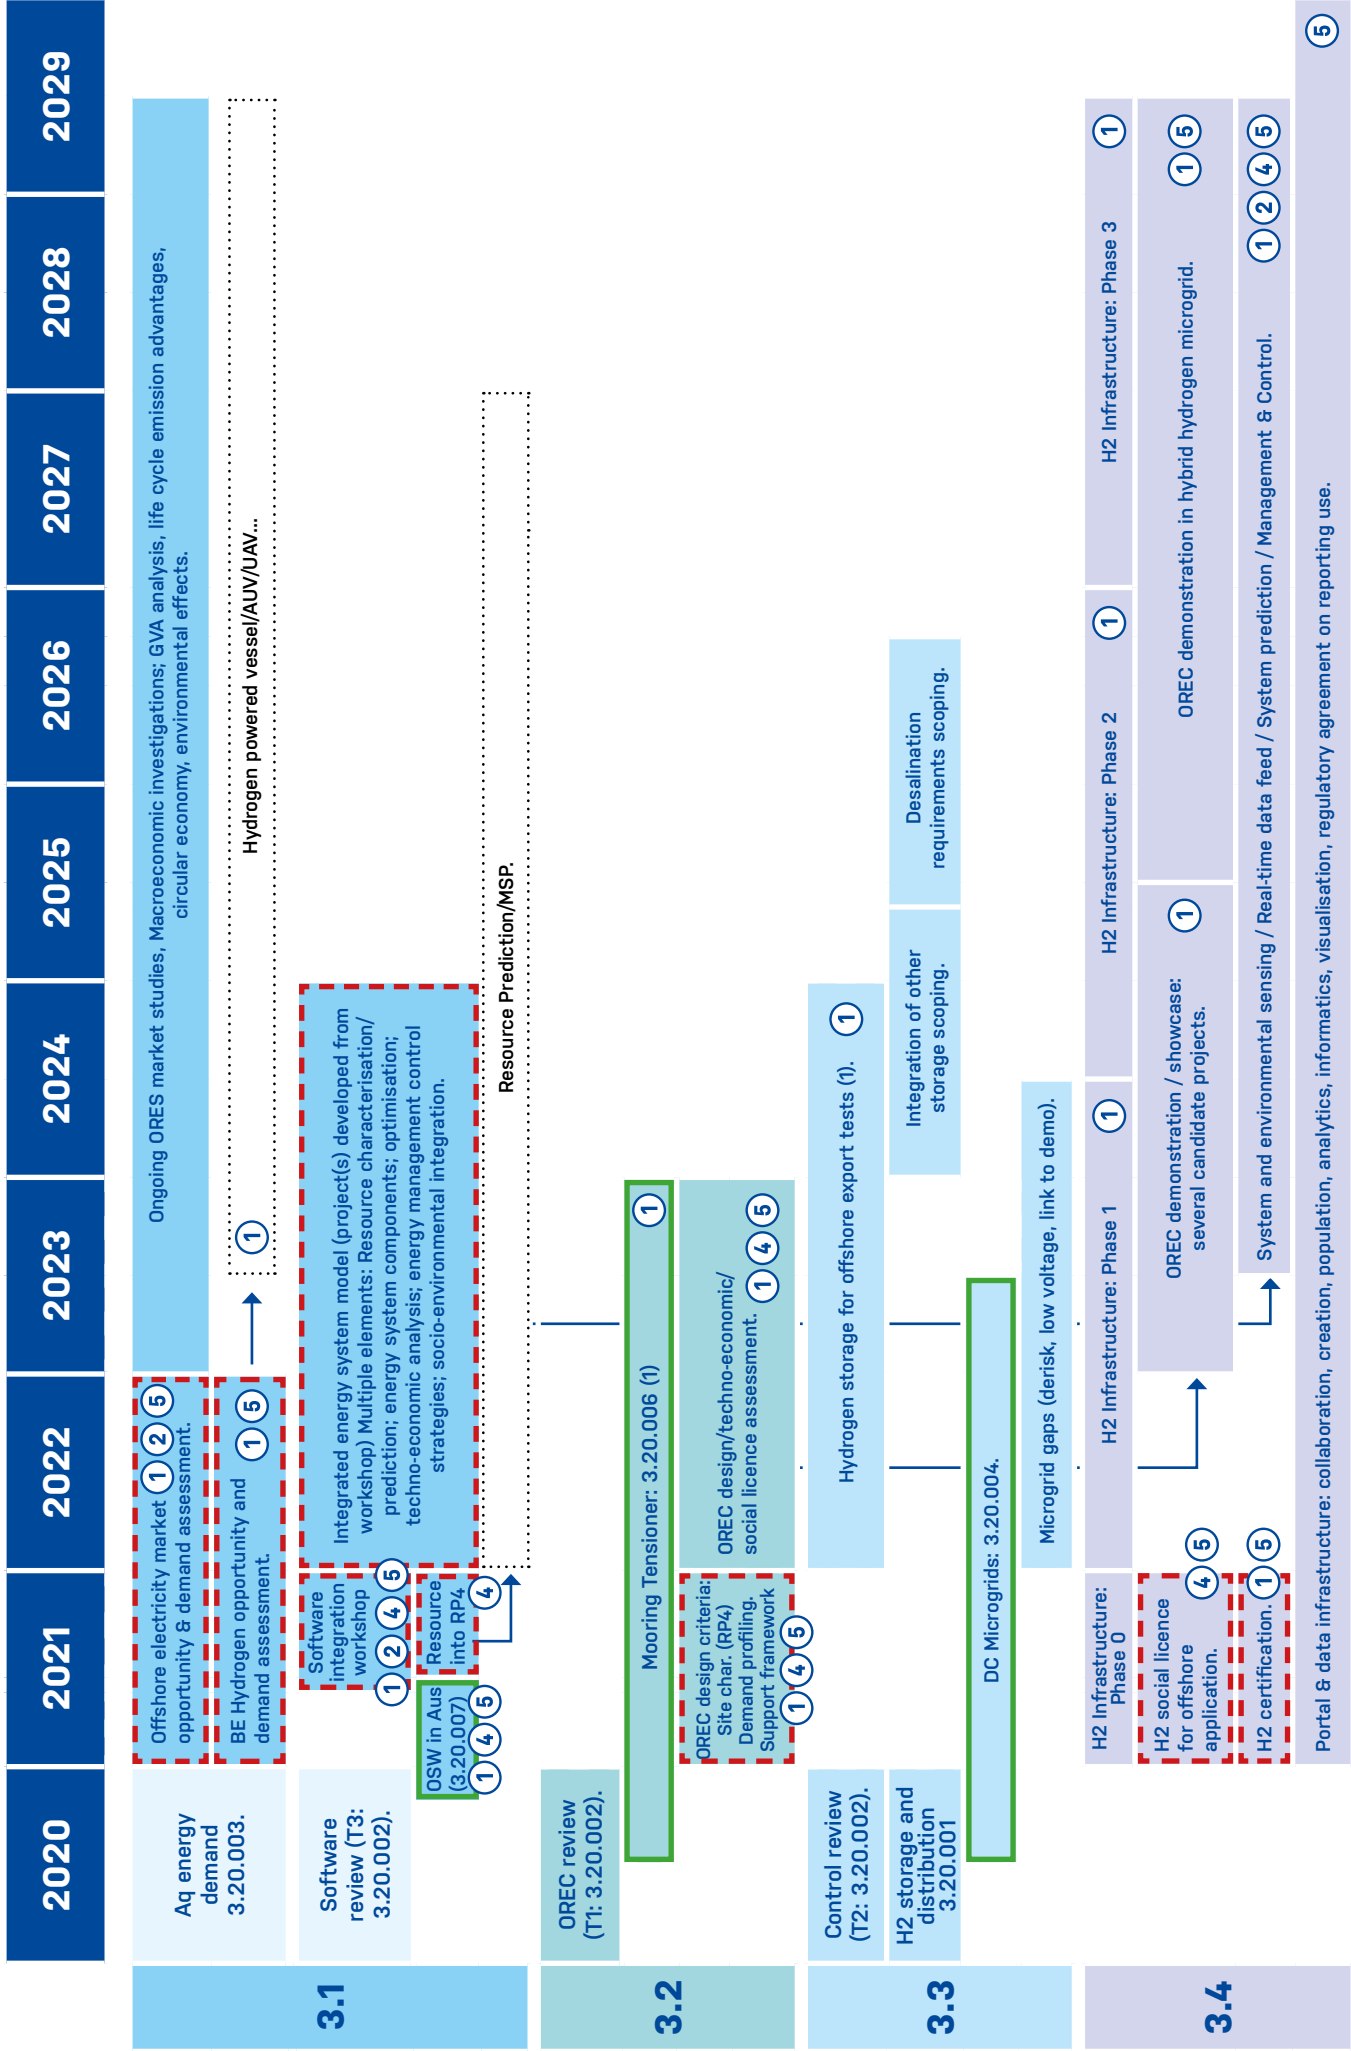 2020
2021
2022
2023
2024
2025
2026
2027
2028
2029
3.1
Aq energy
demand
3.20.003.
Offshore electricity market
opportunity & demand assessment.
1 2 5
Ongoing ORES market studies, Macroeconomic investigations; GVA analysis, life cycle emission advantages,
circular economy, environmental effects.
BE Hydrogen opportunity and
demand assessment.
1 5
1
Hydrogen powered vessel/AUV/UAV...
Software
review (T3:
3.20.002).
Software
integration
workshop
1 2 4 5
Integrated energy system model (project(s) developed from
workshop) Multiple elements: Resource characterisation/
prediction; energy system components; optimisation;
techno-economic analysis; energy management control
strategies; socio-environmental integration.
OSW in Aus
(3.20.007)
1 4 5
Resource
into RP4
4
Resource Prediction/MSP.
3.2
OREC review
(T1: 3.20.002).
Mooring Tensioner: 3.20.006 (1)
1
OREC design criteria:
Site char. (RP4)
Demand profiling.
Support framework
1 4 5
OREC design/techno-economic/
social licence assessment.
1 4 5
3.3
Control review
(T2: 3.20.002).
Hydrogen storage for offshore export tests (1).
1
H2 storage and
distribution
3.20.001
Integration of other
storage scoping.
Desalination
requirements scoping.
DC Microgrids: 3.20.004.
Microgrid gaps (derisk, low voltage, link to demo).
3.4
H2 Infrastructure:
Phase 0
H2 Infrastructure: Phase 1
1
H2 Infrastructure: Phase 2
1
H2 Infrastructure: Phase 3
1
H2 social licence
for offshore
application.
4 5
OREC demonstration / showcase:
several candidate projects.
1
OREC demonstration in hybrid hydrogen microgrid.
1 5
H2 certification.
1 5
System and environmental sensing / Real-time data feed / System prediction / Management & Control.
1 2 4 5
Portal & data infrastructure: collaboration, creation, population, analytics, informatics, visualisation, regulatory agreement on reporting use.
5